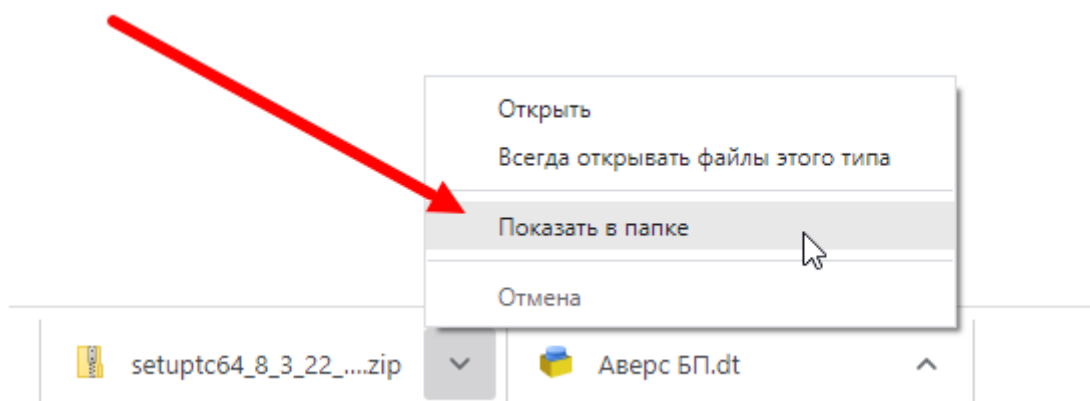 Открыть
Всегда открывать файлы этого типа
Показать в папке
Отмена
setuptc64_8_3_22_....zip
Аверс БП.dt